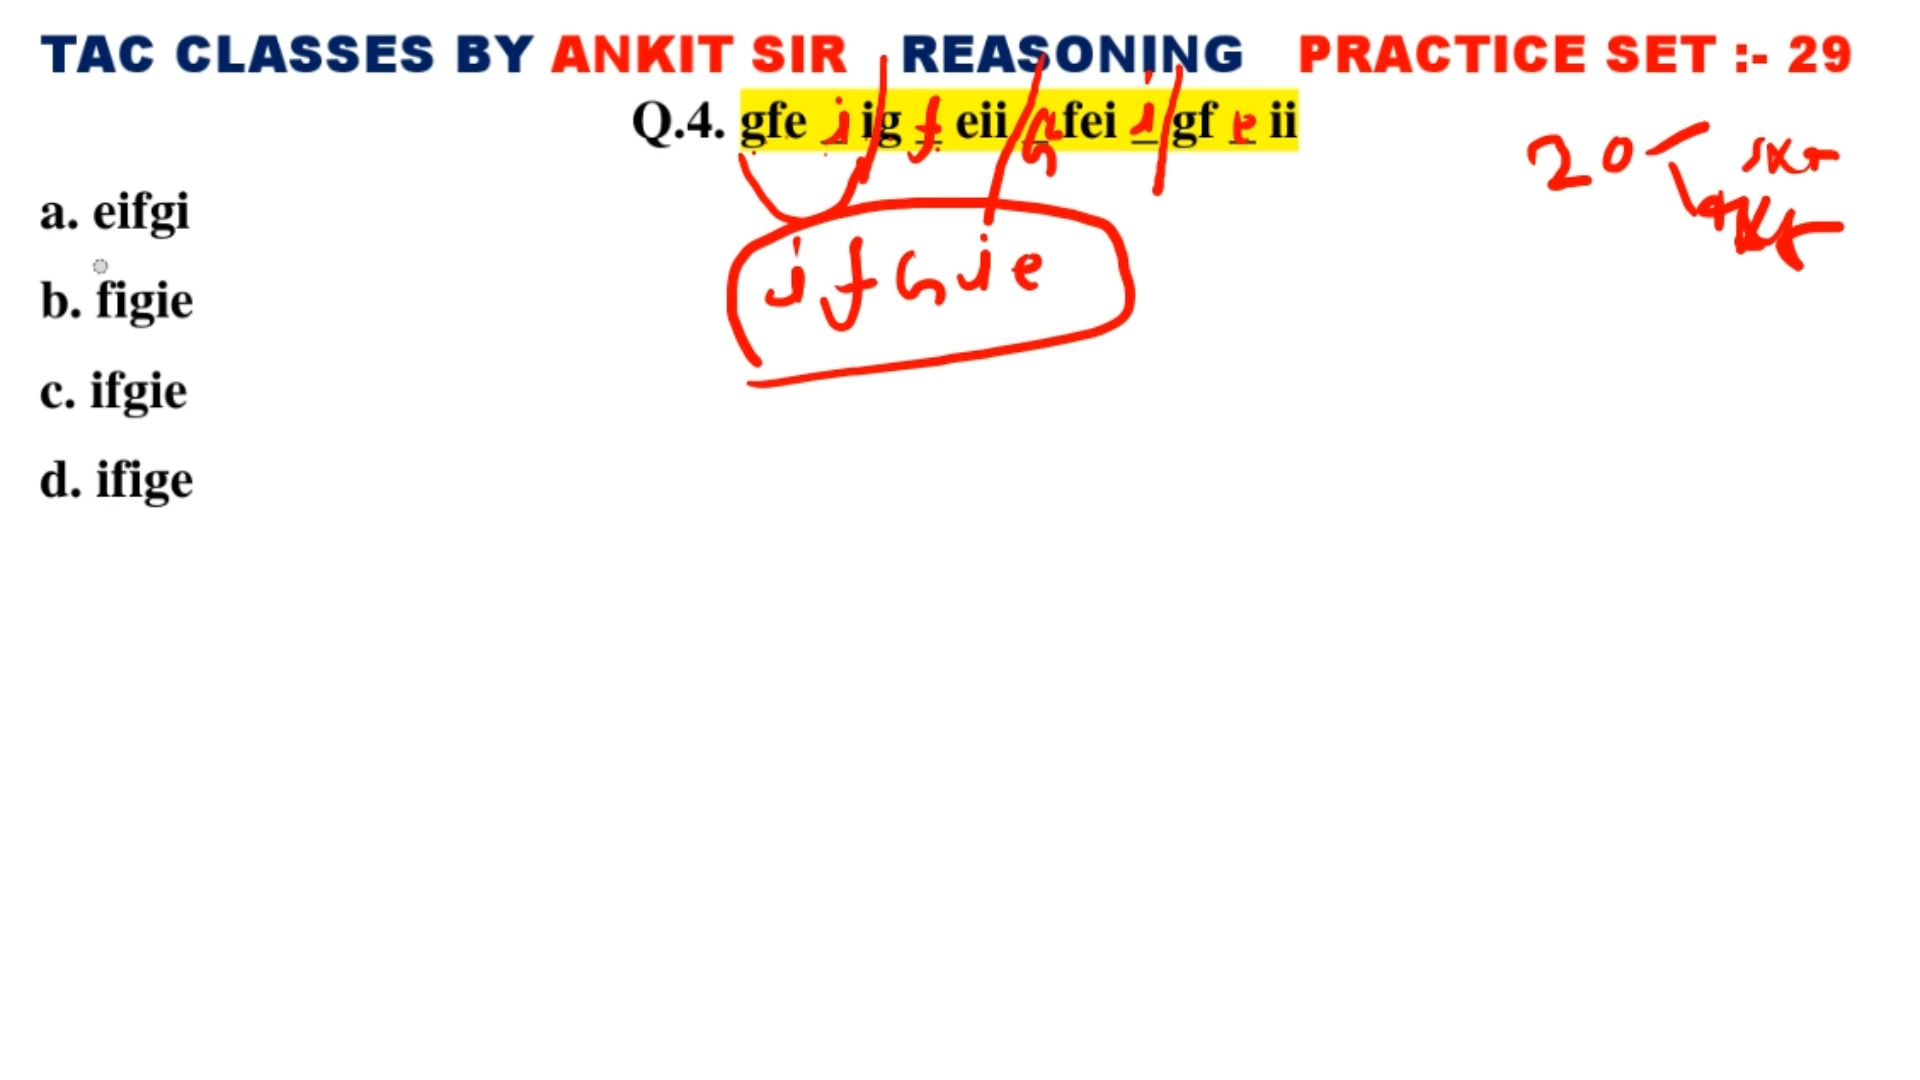 TAC CLASSES BY ANKIT SIR REASONING PRACTICE SET :- 29
Q.4. gfe i ig f eii g fei i gf e ii
20
a. eifgi
i f g i e
b. figie
c. ifgie
d. ifige